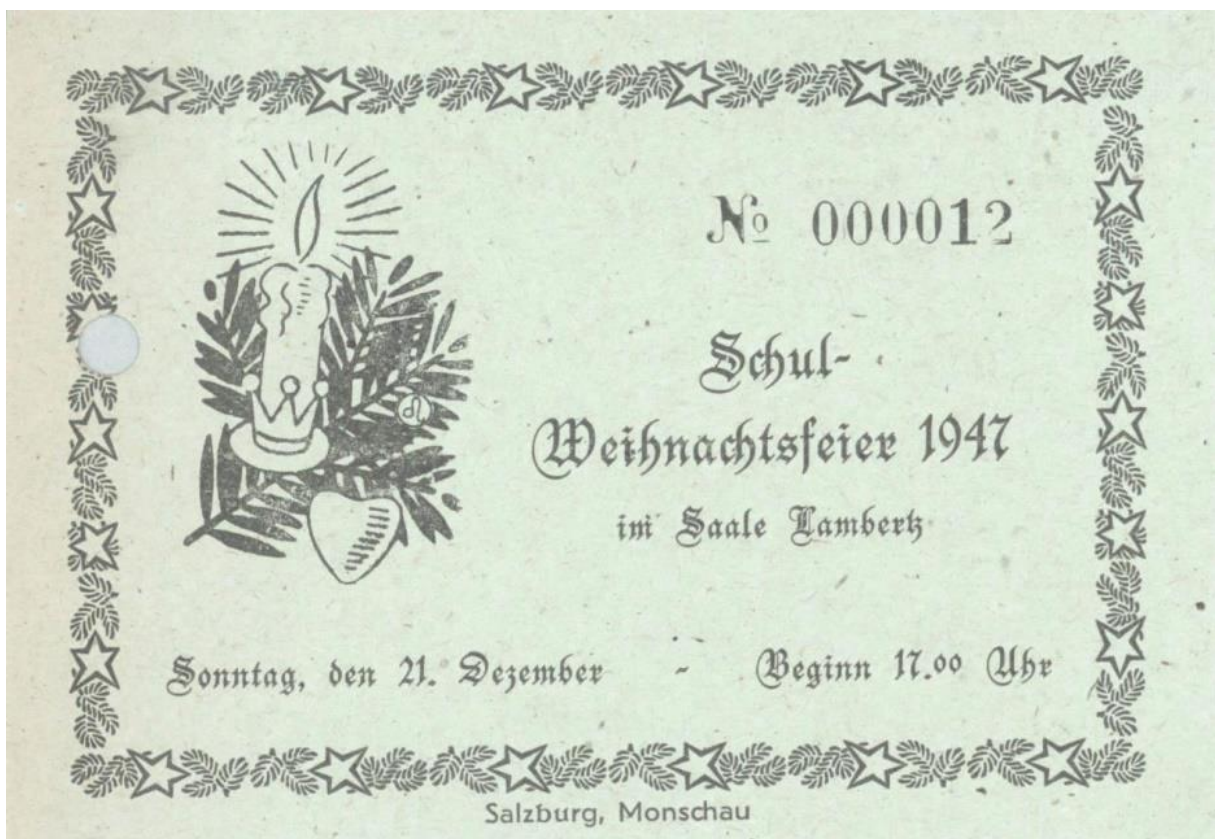 № 000012
Schul-
Weihnachtsfeier 1947
im Saale Lambertz
Sonntag, den 21. Dezember - Beginn 17.00 Uhr
Salzburg, Monschau